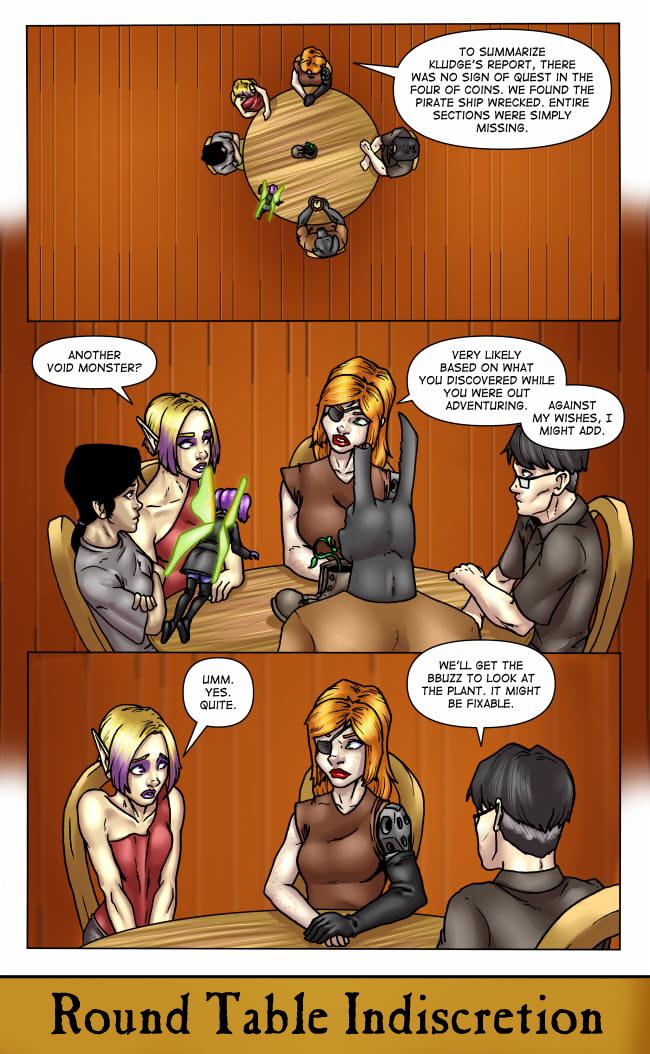 TO SUMMARIZE
KLUDGE'S REPORT, THERE
WAS NO SIGN OF QUEST IN THE
FOUR OF COINS. WE FOUND THE
PIRATE SHIP WRECKED. ENTIRE
SECTIONS WERE SIMPLY
MISSING.
ANOTHER
VOID MONSTER?
VERY LIKELY
BASED ON WHAT
YOU DISCOVERED WHILE
YOU WERE OUT
ADVENTURING.
AGAINST
MY WISHES, I
MIGHT ADD.
UMM.
YES.
QUITE.
WE'LL GET THE
BBUZZ TO LOOK AT
THE PLANT. IT MIGHT
BE FIXABLE.
Round Table Indiscretion